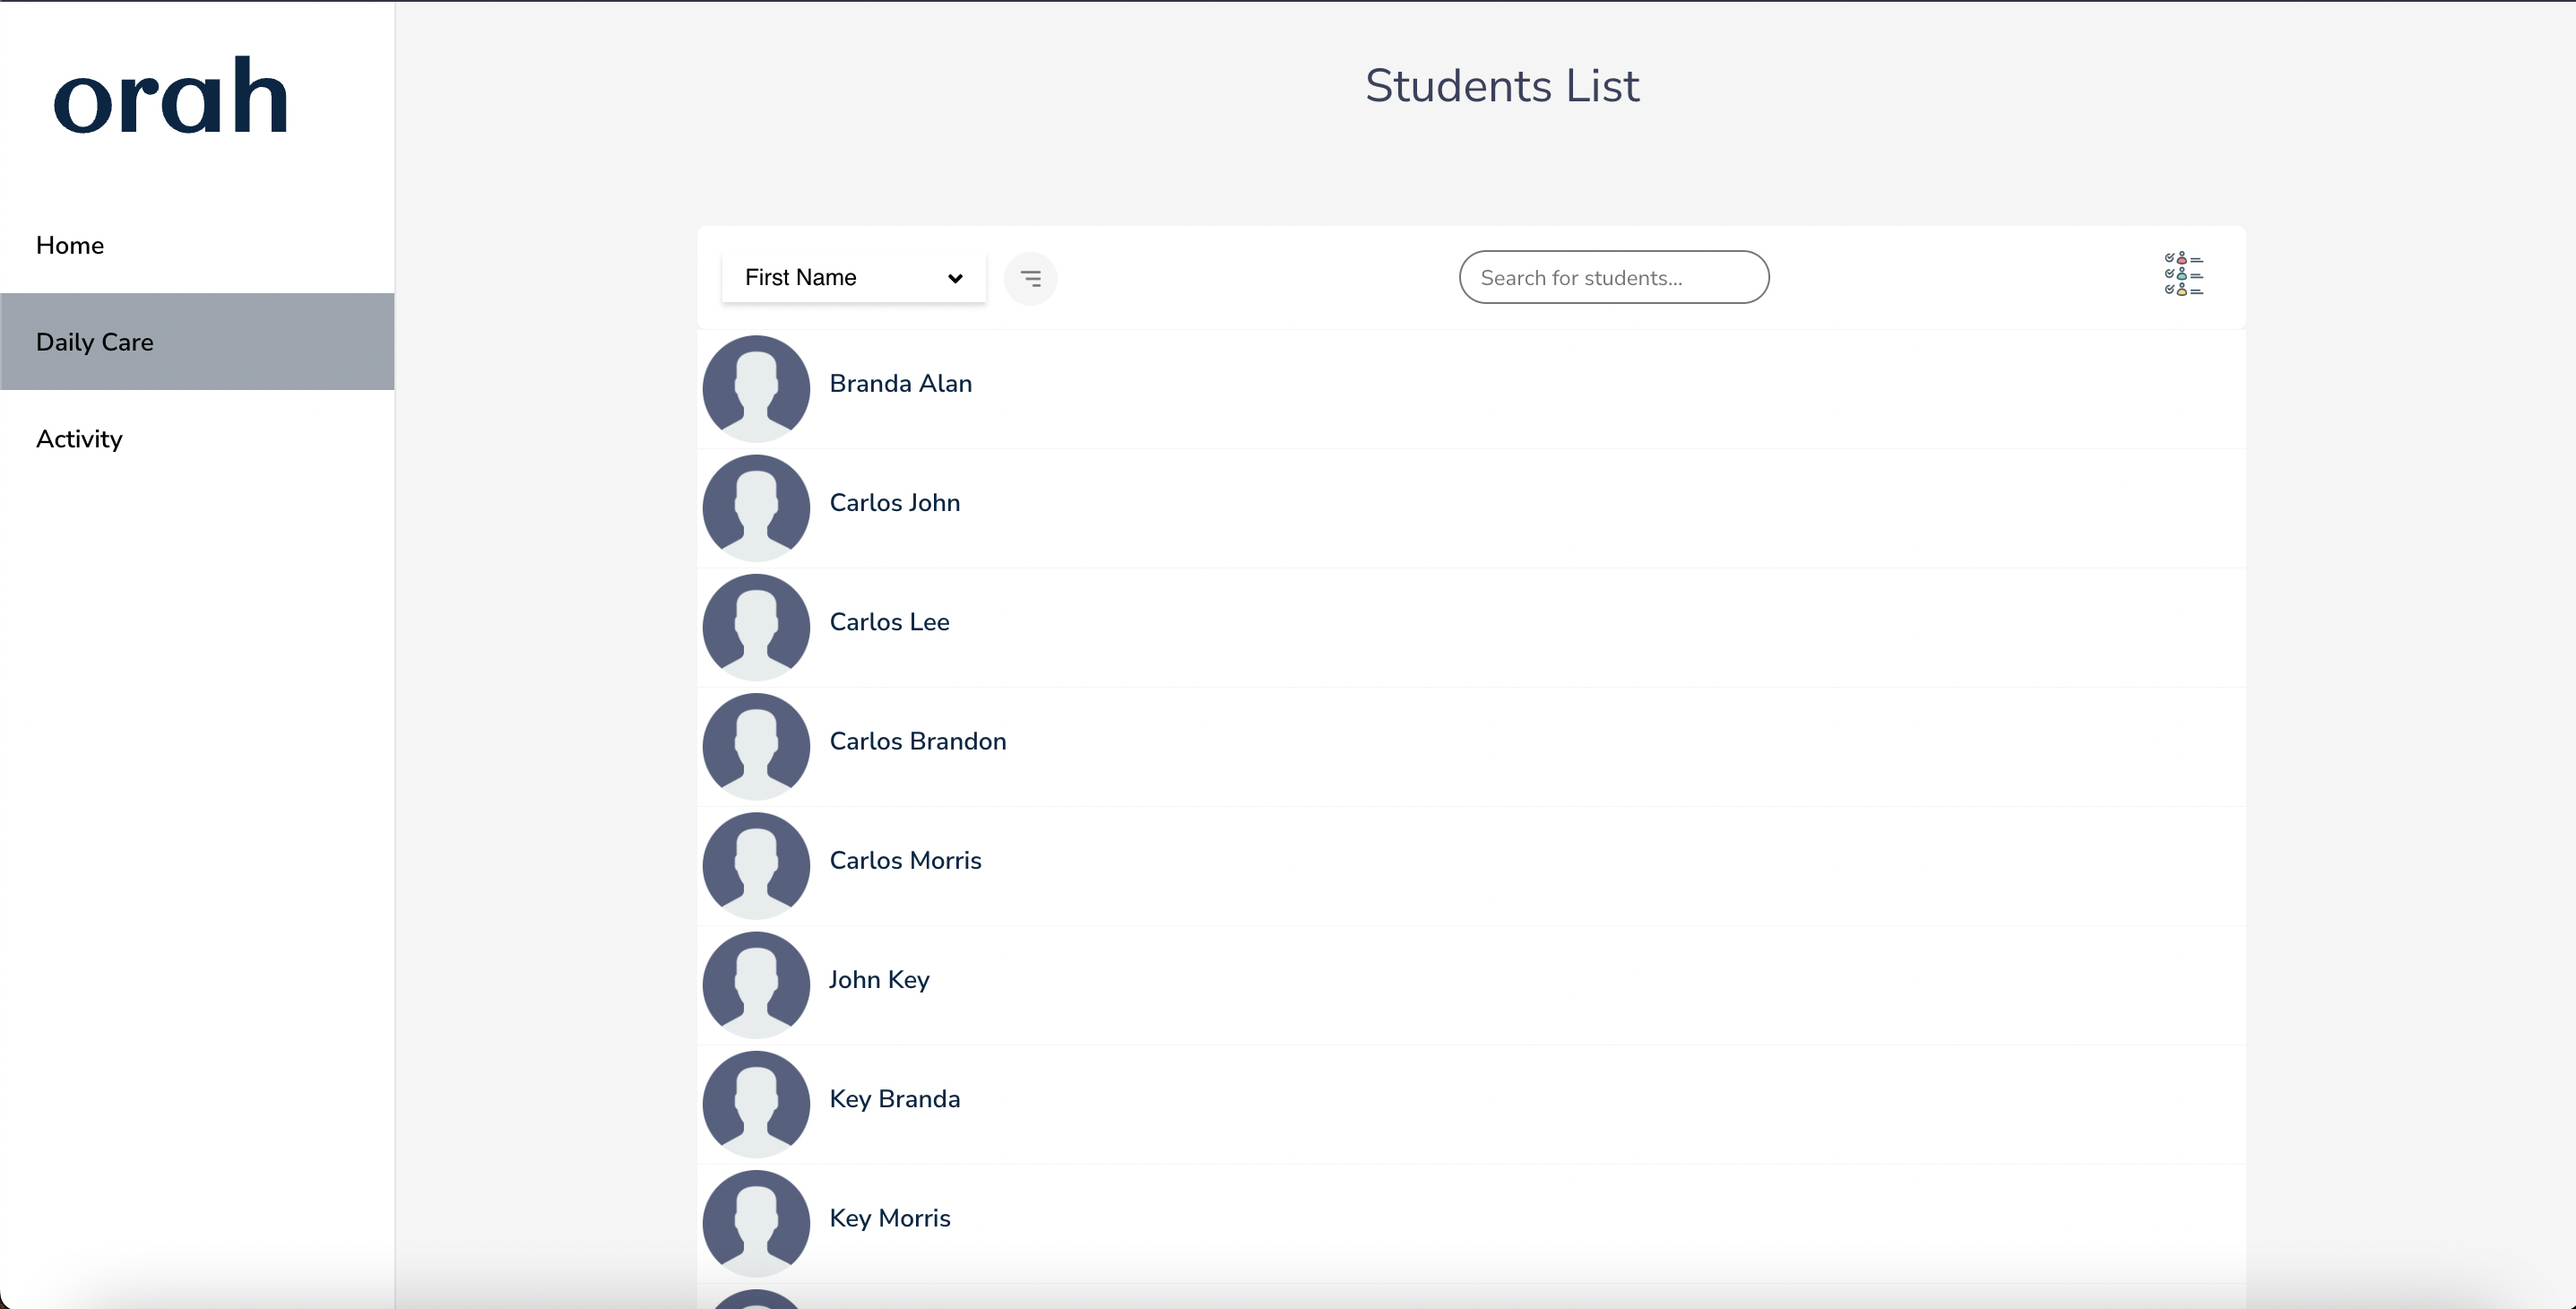 orah
Home
Daily Care
Activity
Students List
First Name
Search for students...
Branda Alan
Carlos John
Carlos Lee
Carlos Brandon
Carlos Morris
John Key
Key Branda
Key Morris